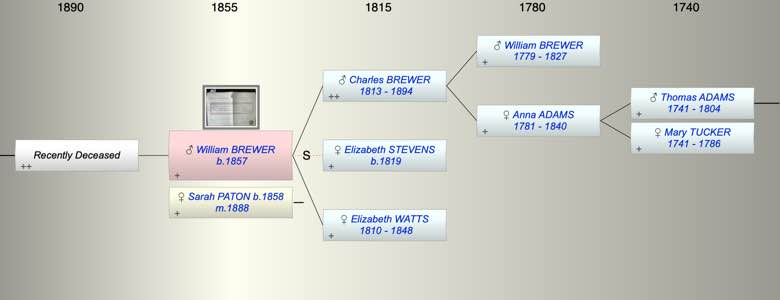 1890 1855 1815 1780 1740
♂ William BREWER
1779 - 1827
+
♂ Charles BREWER
1813 - 1894
++
♂ Thomas ADAMS
1741 - 1804
+
♀ Anna ADAMS
1781 - 1840
+
♀ Mary TUCKER
1741 - 1786
+
Recently Deceased
++
♂ William BREWER
b.1857
+
S
♀ Elizabeth STEVENS
b.1819
+
♀ Sarah PATON b.1858
m.1888
+
♀ Elizabeth WATTS
1810 - 1848
+